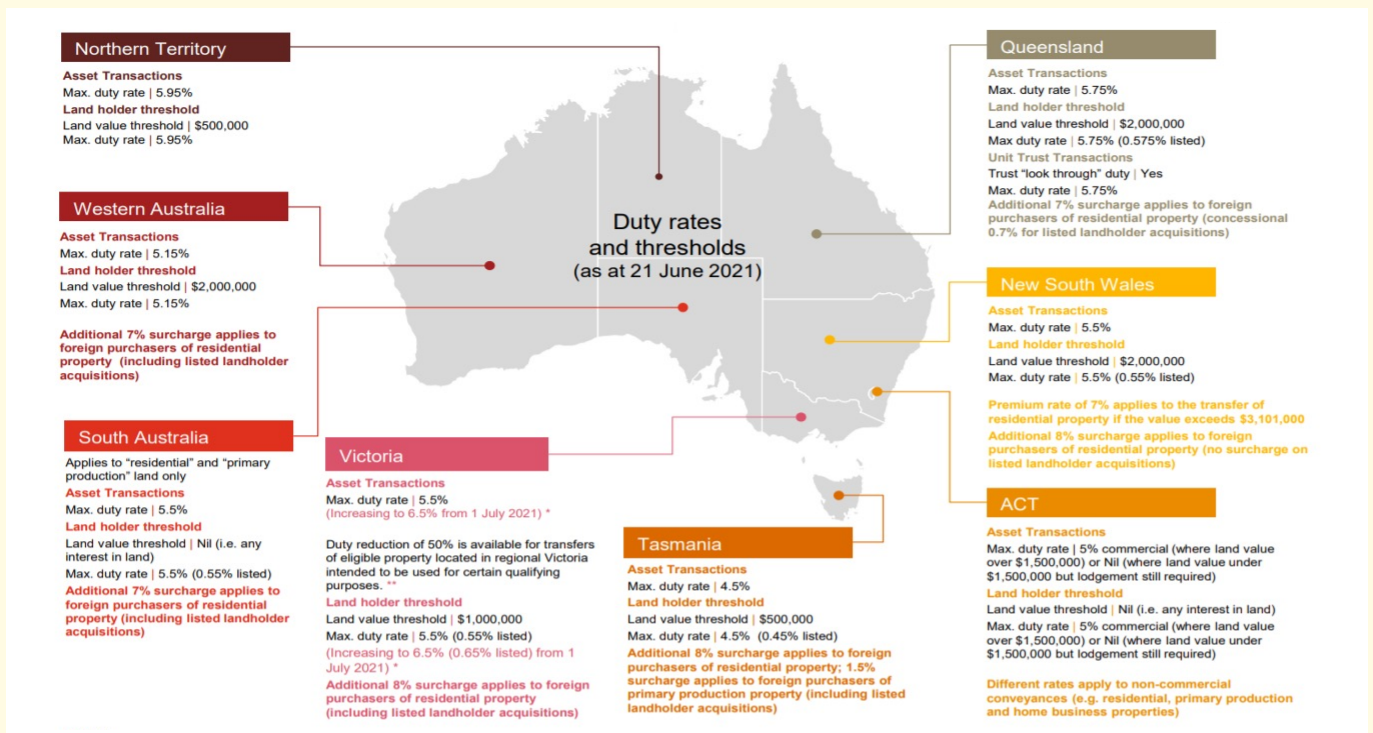 Northern Territory
Asset Transactions
Max. duty rate | 5.95%
Land holder threshold
Land value threshold | $500,000
Max. duty rate | 5.95%
Western Australia
Asset Transactions
Max. duty rate | 5.15%
Land holder threshold
Land value threshold | $2,000,000
Max. duty rate | 5.15%
Additional 7% surcharge applies to
foreign purchasers of residential
property (including listed landholder
acquisitions)
South Australia
Applies to “residential” and “primary
production” land only
Asset Transactions
Max. duty rate | 5.5%
Land holder threshold
Land value threshold | Nil (i.e. any
interest in land)
Max. duty rate | 5.5% (0.55% listed)
Additional 7% surcharge applies to
foreign purchasers of residential
property (including listed landholder
acquisitions)
Duty rates
and thresholds
(as at 21 June 2021)
Victoria
Asset Transactions
Max. duty rate | 5.5%
(Increasing to 6.5% from 1 July 2021) *
Duty reduction of 50% is available for transfers
of eligible property located in regional Victoria
intended to be used for certain qualifying
purposes. **
Land holder threshold
Land value threshold | $1,000,000
Max. duty rate | 5.5% (0.55% listed)
(Increasing to 6.5% (0.65% listed) from 1
July 2021) *
Additional 8% surcharge applies to foreign
purchasers of residential property
(including listed landholder acquisitions)
Tasmania
Asset Transactions
Max. duty rate | 4.5%
Land holder threshold
Land value threshold | $500,000
Max. duty rate | 4.5% (0.45% listed)
Additional 8% surcharge applies to foreign
purchasers of residential property; 1.5%
surcharge applies to foreign purchasers of
primary production property (including listed
landholder acquisitions)
Queensland
Asset Transactions
Max. duty rate | 5.75%
Land holder threshold
Land value threshold | $2,000,000
Max duty rate | 5.75% (0.575% listed)
Unit Trust Transactions
Trust “look through” duty | Yes
Max. duty rate | 5.75%
Additional 7% surcharge applies to foreign
purchasers of residential property (concessional
0.7% for listed landholder acquisitions)
New South Wales
Asset Transactions
Max. duty rate | 5.5%
Land holder threshold
Land value threshold | $2,000,000
Max. duty rate | 5.5% (0.55% listed)
Premium rate of 7% applies to the transfer of
residential property if the value exceeds $3,101,000
Additional 8% surcharge applies to foreign
purchasers of residential property (no surcharge on
listed landholder acquisitions)
ACT
Asset Transactions
Max. duty rate | 5% commercial (where land value
over $1,500,000) or Nil (where land value under
$1,500,000 but lodgement still required)
Land holder threshold
Land value threshold | Nil (i.e. any interest in land)
Max. duty rate | 5% commercial (where land value
over $1,500,000) or Nil (where land value under
$1,500,000 but lodgement still required)
Different rates apply to non-commercial
conveyances (e.g. residential, primary production
and home business properties)